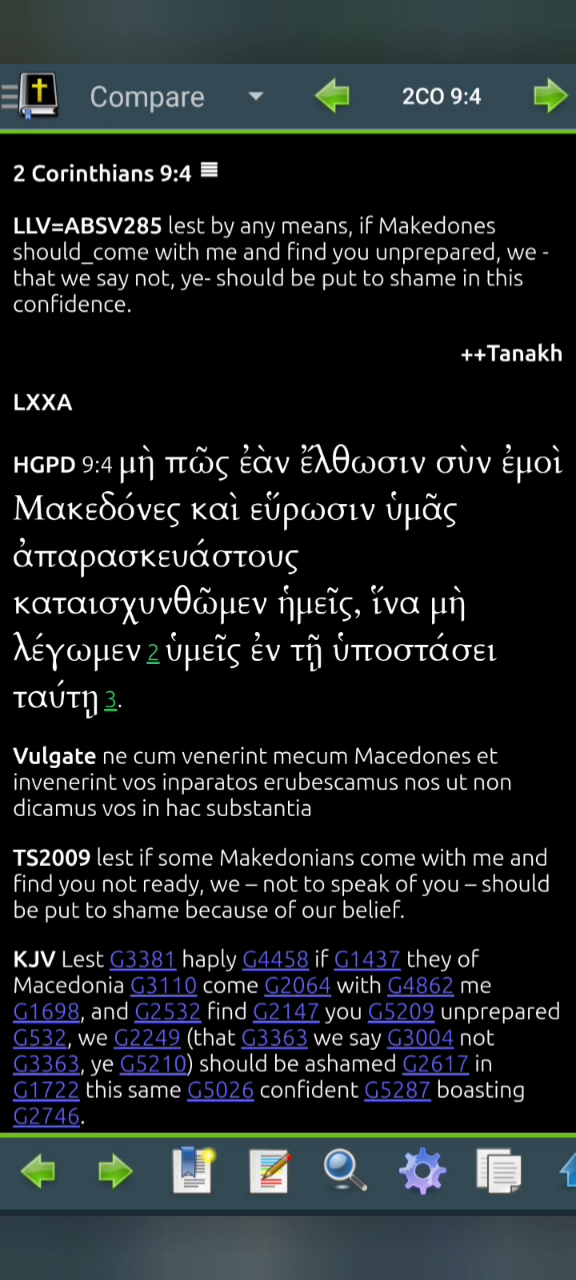 Compare
2CO 9:4
2 Corinthians 9:4
LLV=ABSV285 lest by any means, if Makedones
should_come with me and find you unprepared, we -
that we say not, ye- should be put to shame in this
confidence.
++Tanakh
LXXA
HGPD 9:4 μὴ πῶς ἐὰν ἔλθωσιν σὺν ἐμοὶ
Μακεδόνες καὶ εὕρωσιν ὑμᾶς
ἀπαρασκευάστους
καταισχυνθῶμεν ἡμεῖς, ἵνα μὴ
λέγωμεν 2 ὑμεῖς ἐν τῇ ὑποστάσει
ταύτῃ 3.
Vulgate ne cum venerint mecum Macedones et
invenerint vos inparatos erubescamus nos ut non
dicamus vos in hac substantia
TS2009 lest if some Makedonians come with me and
find you not ready, we – not to speak of you – should
be put to shame because of our belief.
KJV Lest G3381 haply G4458 if G1437 they of
Macedonia G3110 come G2064 with G4862 me
G1698, and G2532 find G2147 you G5209 unprepared
G532, we G2249 (that G3363 we say G3004 not
G3363, ye G5210) should be ashamed G2617 in
G1722 this same G5026 confident G5287 boasting
G2746.